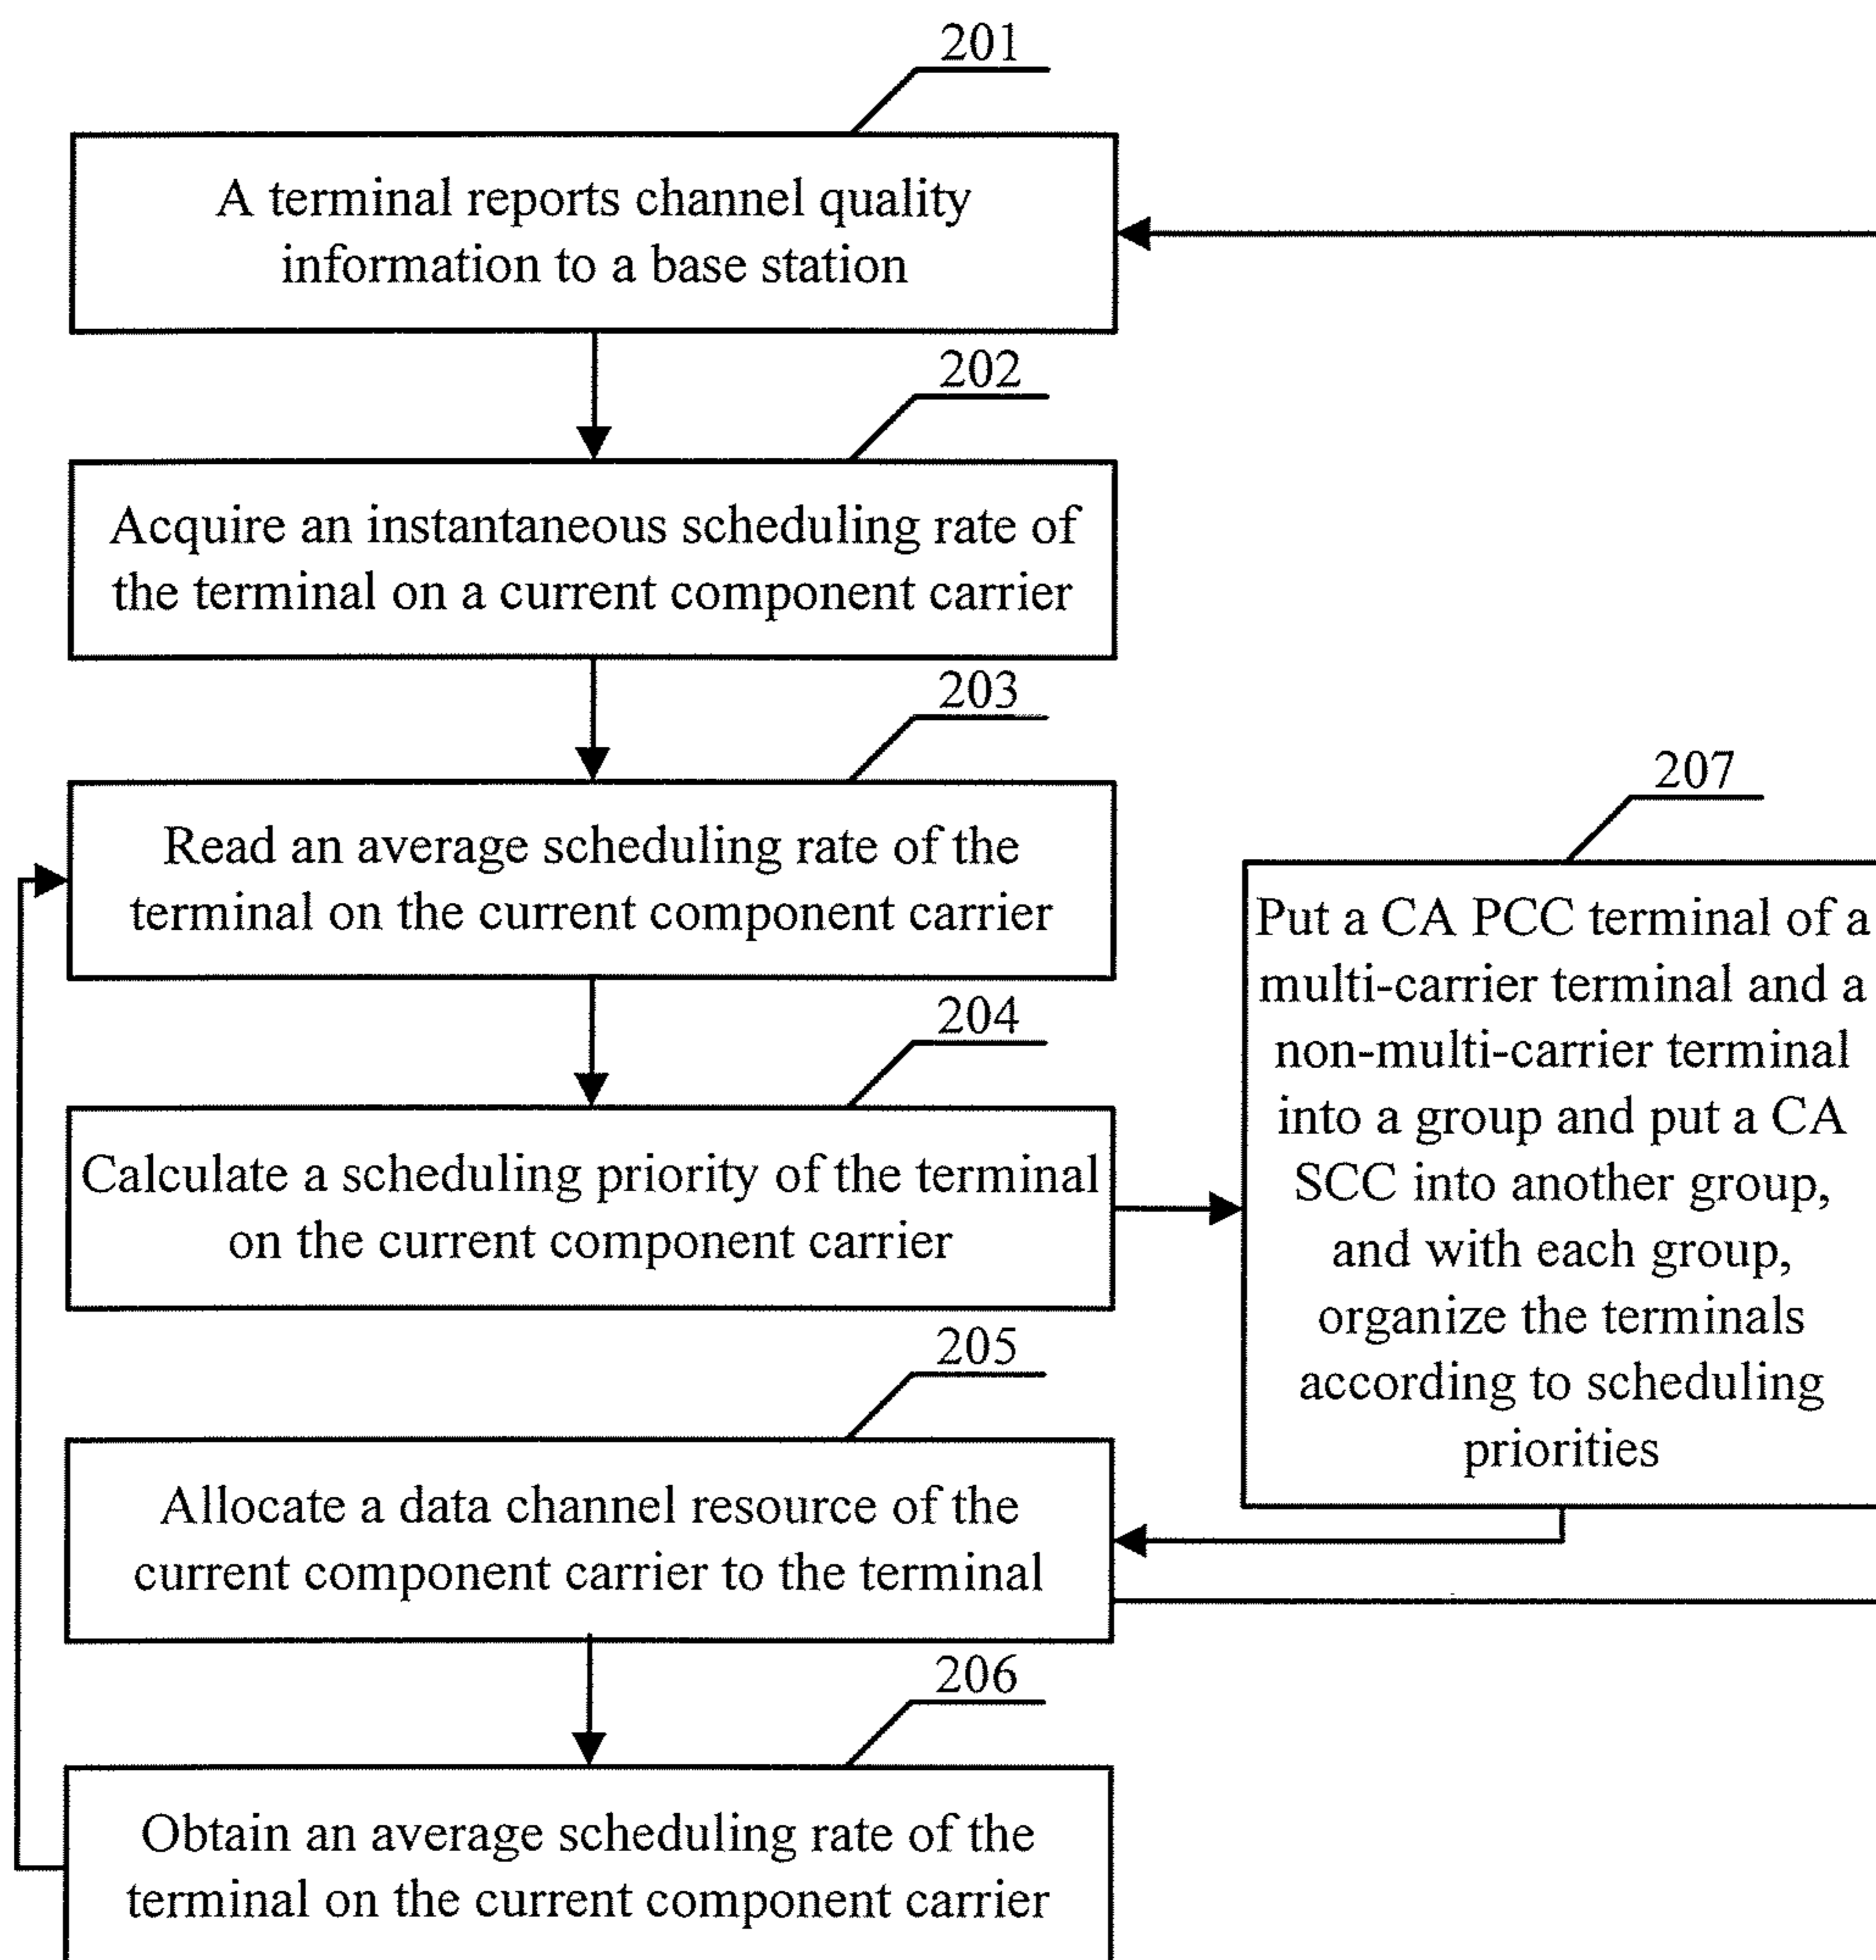 201
A terminal reports channel quality
information to a base station
202
Acquire an instantaneous scheduling rate of
the terminal on a current component carrier
203
Read an average scheduling rate of the
terminal on the current component carrier
204
Calculate a scheduling priority of the terminal
on the current component carrier
207
Put a CA PCC terminal of a
multi-carrier terminal and a
non-multi-carrier terminal
into a group and put a CA
SCC into another group,
and with each group,
organize the terminals
according to scheduling
priorities
205
Allocate a data channel resource of the
current component carrier to the terminal
206
Obtain an average scheduling rate of the
terminal on the current component carrier